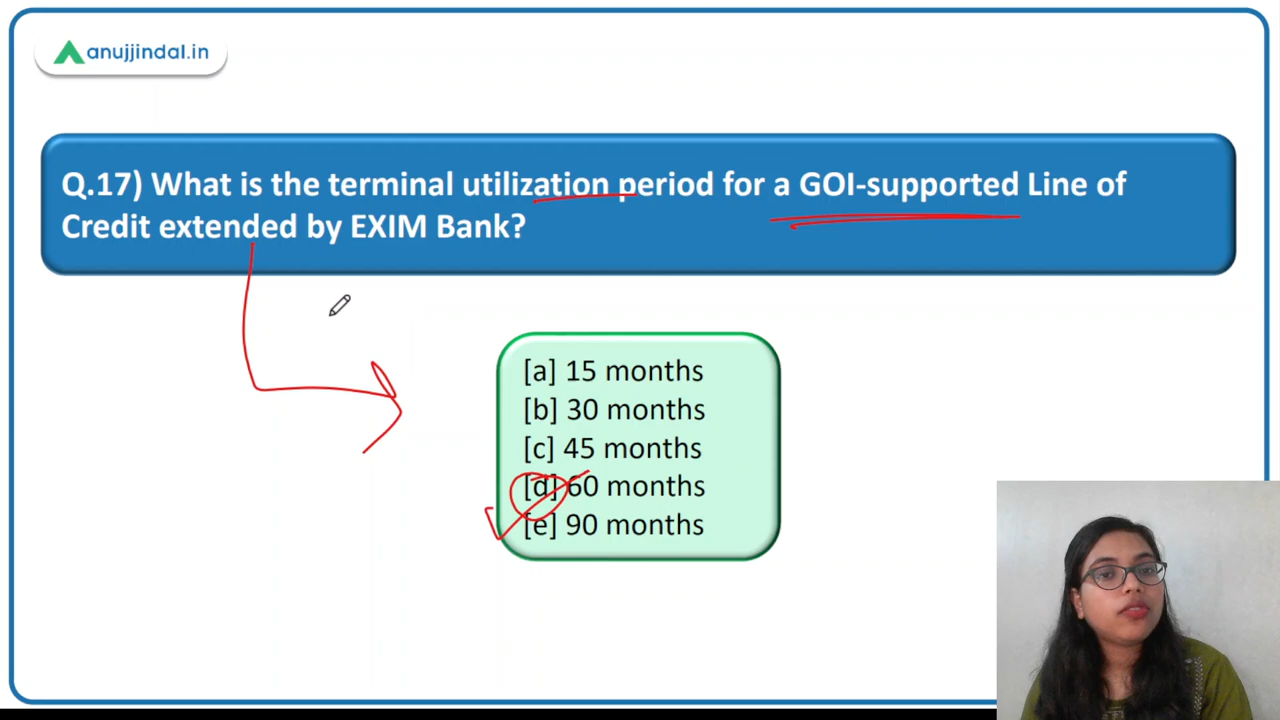 anujjindal.in
Q.17) What is the terminal utilization period for a GOI-supported Line of
Credit extended by EXIM Bank?
[a] 15 months
[b] 30 months
[c] 45 months
[d] 60 months
[e] 90 months